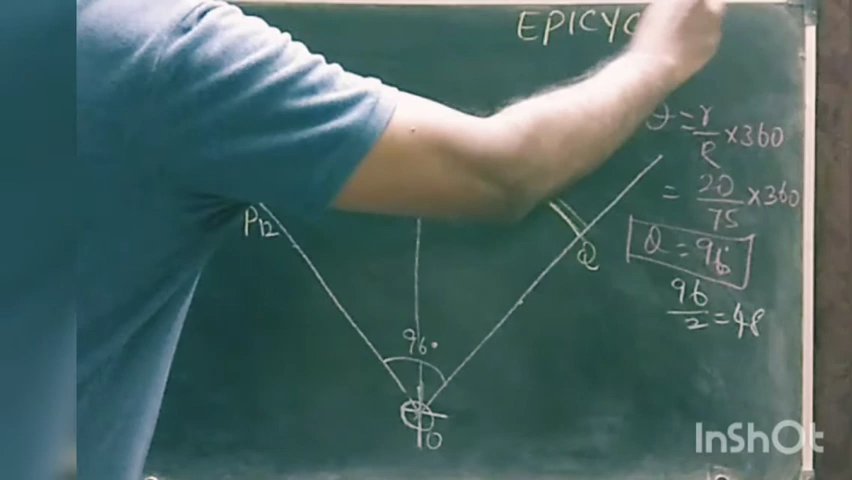 EPICYC
θ = r/R × 360
= 20/75 × 360
θ = 96°
96/2 = 48
P12
Q
96°
O
InShOt